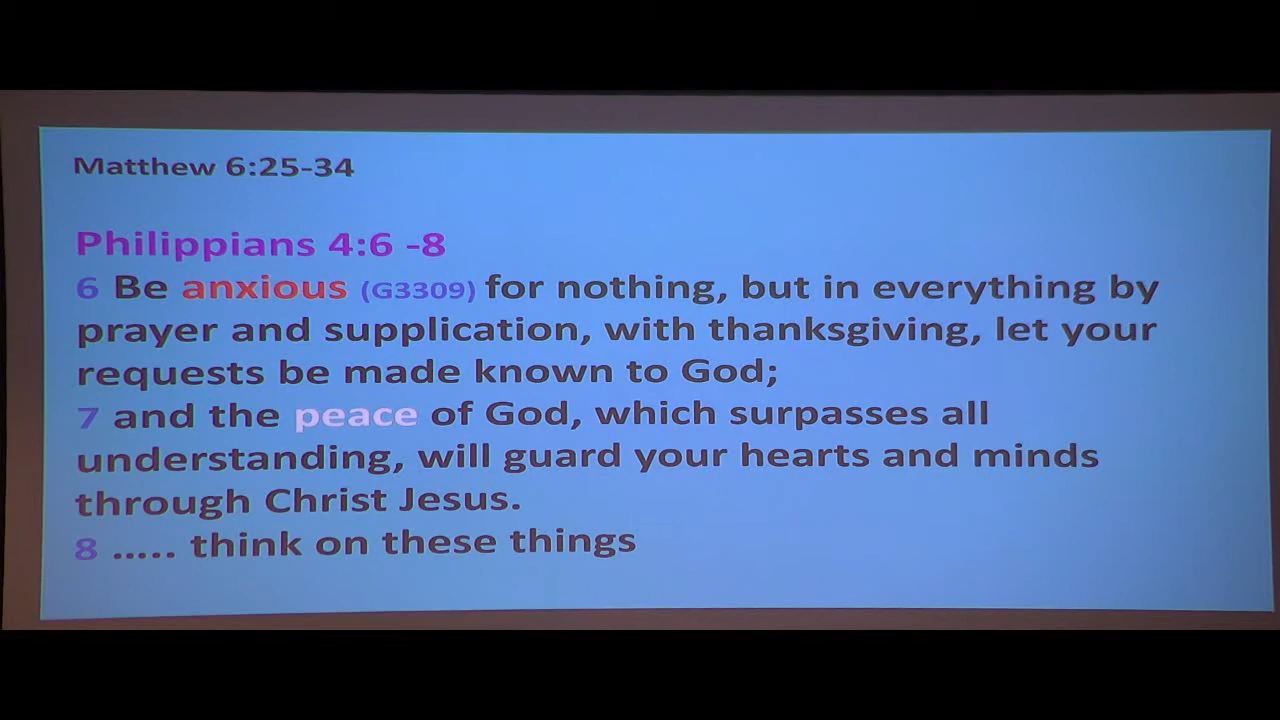 Matthew 6:25-34
Philippians 4:6 -8
6 Be anxious (G3309) for nothing, but in everything by
prayer and supplication, with thanksgiving, let your
requests be made known to God;
7 and the peace of God, which surpasses all
understanding, will guard your hearts and minds
through Christ Jesus.
8 ..... think on these things